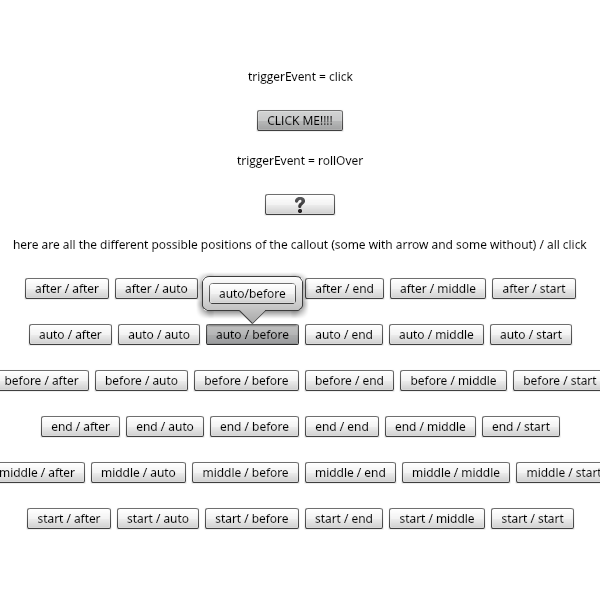 triggerEvent = click
CLICK ME!!!!
triggerEvent = rollOver
?
here are all the different possible positions of the callout (some with arrow and some without) / all click
after / after after / auto auto/before after / end after / middle after / start
auto / after auto / auto auto / before auto / end auto / middle auto / start
before / after before / auto before / before before / end before / middle before / start
end / after end / auto end / before end / end end / middle end / start
middle / after middle / auto middle / before middle / end middle / middle middle / start
start / after start / auto start / before start / end start / middle start / start